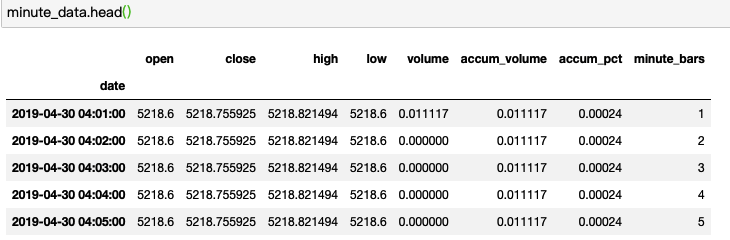 minute_data.head()
open close high low volume accum_volume accum_pct minute_bars
date
2019-04-30 04:01:00 5218.6 5218.755925 5218.821494 5218.6 0.011117 0.011117 0.00024 1
2019-04-30 04:02:00 5218.6 5218.755925 5218.821494 5218.6 0.000000 0.011117 0.00024 2
2019-04-30 04:03:00 5218.6 5218.755925 5218.821494 5218.6 0.000000 0.011117 0.00024 3
2019-04-30 04:04:00 5218.6 5218.755925 5218.821494 5218.6 0.000000 0.011117 0.00024 4
2019-04-30 04:05:00 5218.6 5218.755925 5218.821494 5218.6 0.000000 0.011117 0.00024 5